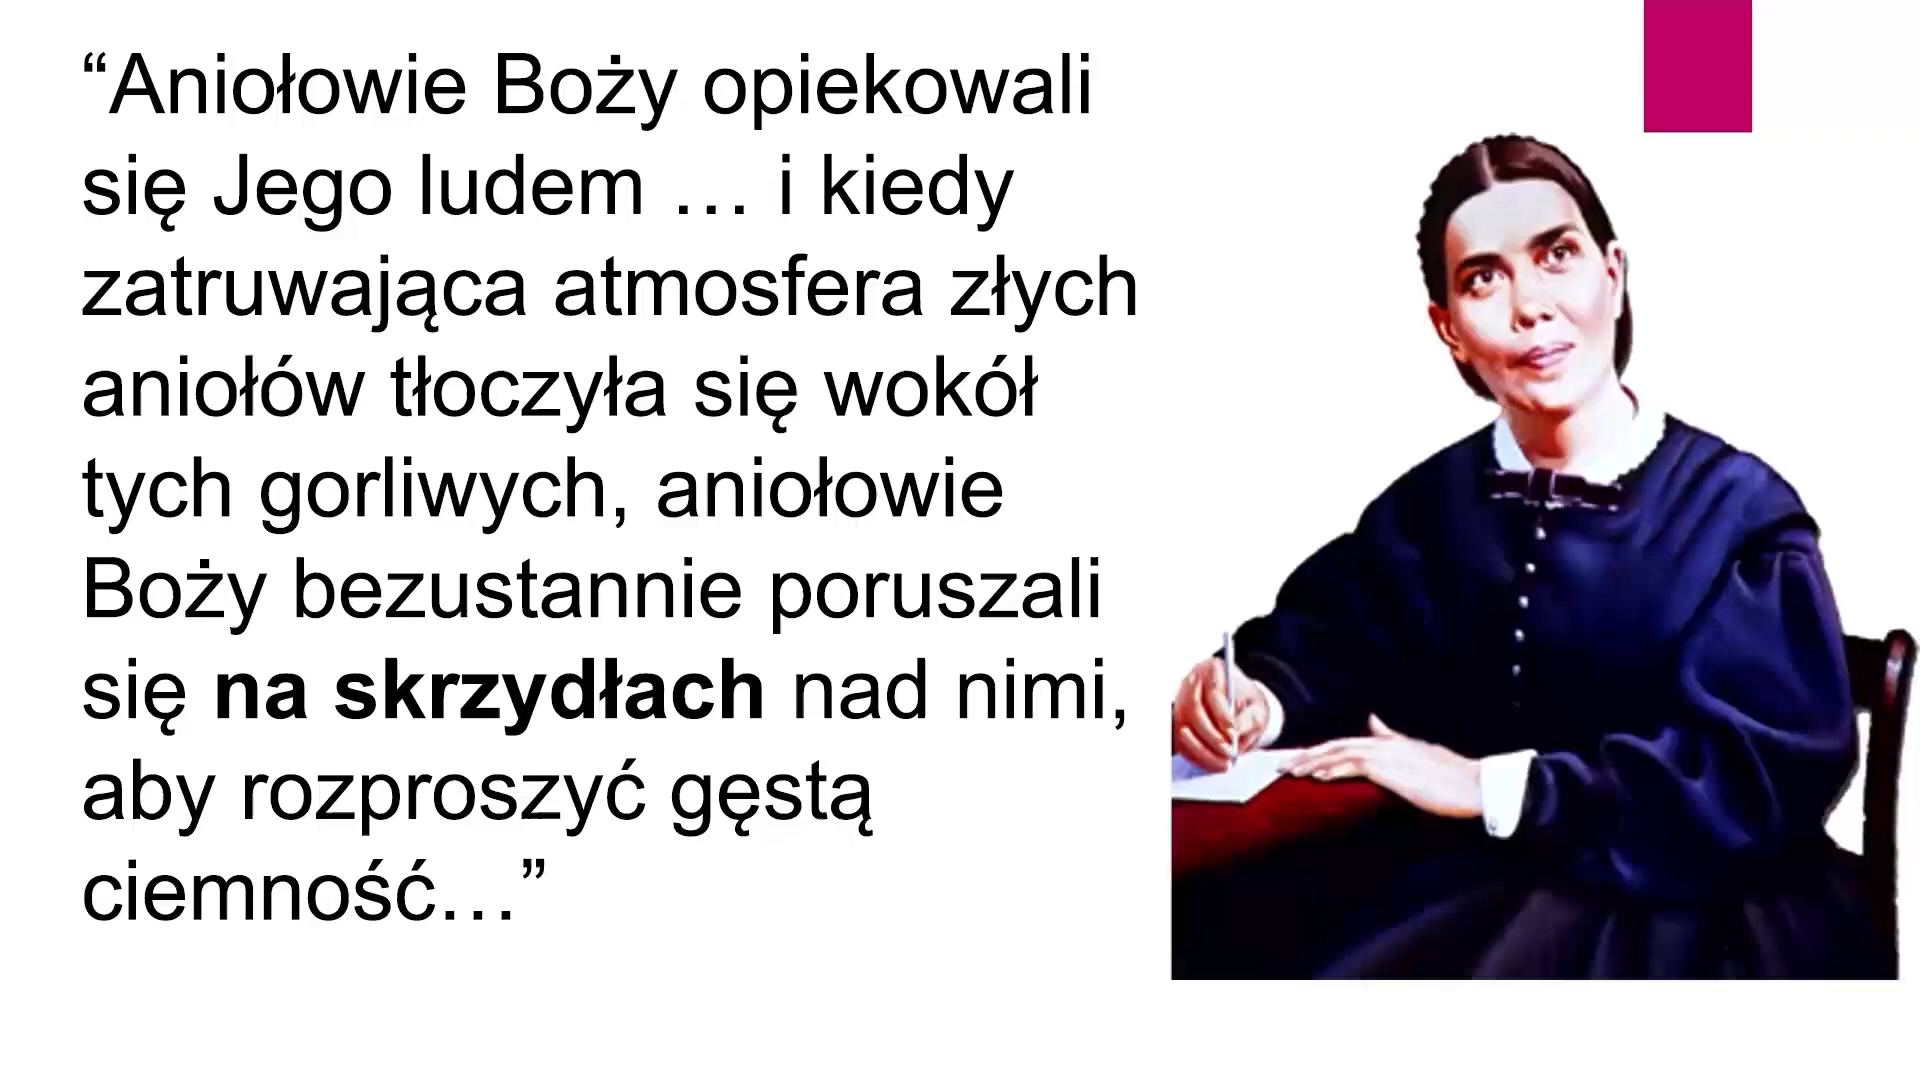 “Aniołowie Boży opiekowali
się Jego ludem … i kiedy
zatruwająca atmosfera złych
aniołów tłoczyła się wokół
tych gorliwych, aniołowie
Boży bezustannie poruszali
się na skrzydłach nad nimi,
aby rozproszyć gęstą
ciemność…”